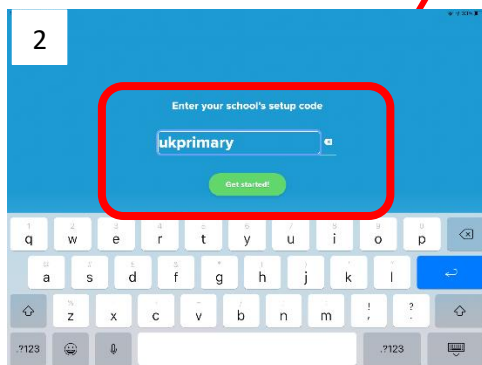 2
Enter your school's setup code
ukprimary
Get started!
q w e r t y u i o p
a s d f g h j k l
z x c v b n m ! , ? .
.?123 .?123